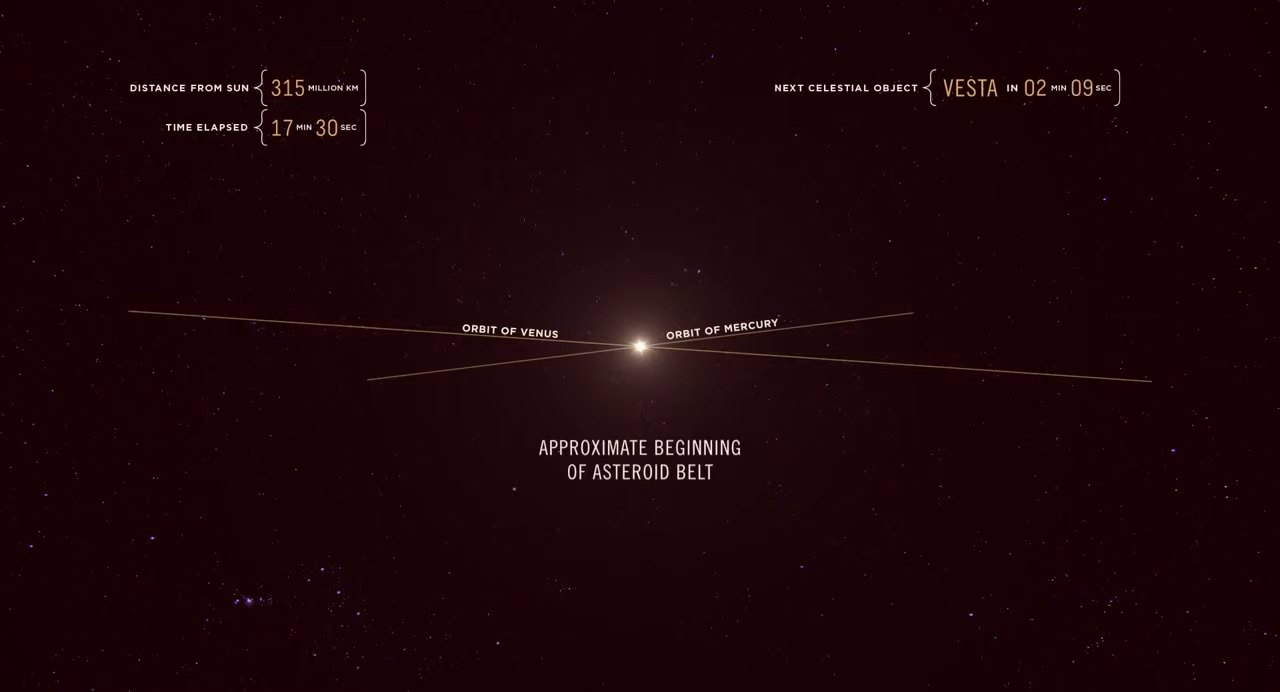 DISTANCE FROM SUN 315 MILLION KM
TIME ELAPSED 17 MIN 30 SEC
NEXT CELESTIAL OBJECT VESTA IN 02 MIN 09 SEC
ORBIT OF VENUS
ORBIT OF MERCURY
APPROXIMATE BEGINNING
OF ASTEROID BELT